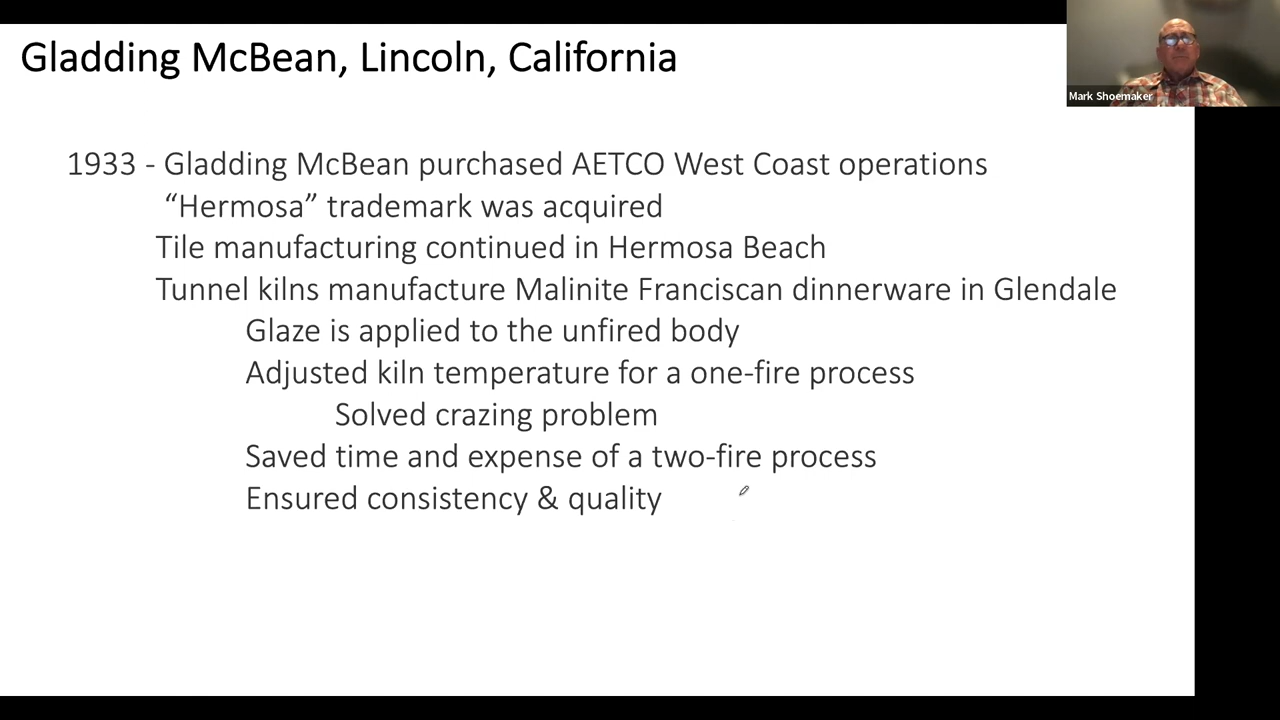 Gladding McBean, Lincoln, California
Mark Shoemaker
1933 - Gladding McBean purchased AETCO West Coast operations
“Hermosa” trademark was acquired
Tile manufacturing continued in Hermosa Beach
Tunnel kilns manufacture Malinite Franciscan dinnerware in Glendale
Glaze is applied to the unfired body
Adjusted kiln temperature for a one-fire process
Solved crazing problem
Saved time and expense of a two-fire process
Ensured consistency & quality